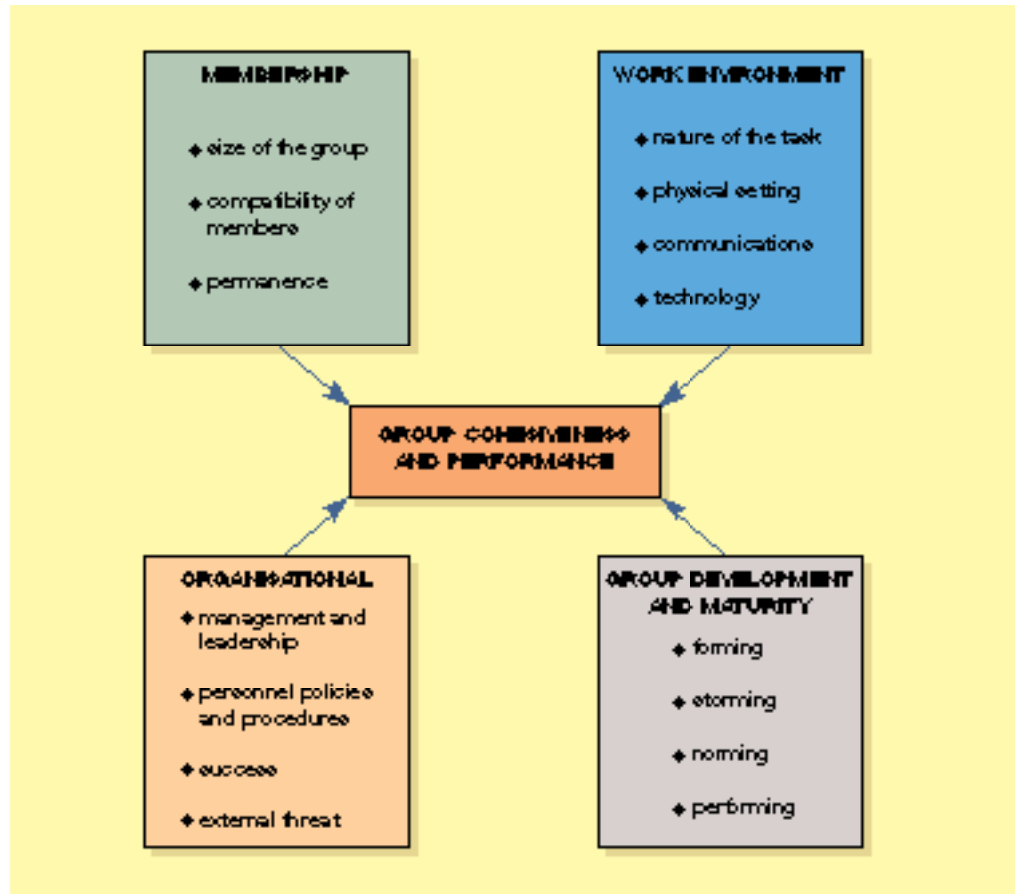 MEMBERSHIP
◆ size of the group
◆ compatibility of
members
◆ permanence
WORK ENVIRONMENT
◆ nature of the task
◆ physical setting
◆ communications
◆ technology
GROUP COHESIVENESS
AND PERFORMANCE
ORGANISATIONAL
◆ management and
leadership
◆ personnel policies
and procedures
◆ success
◆ external threat
GROUP DEVELOPMENT
AND MATURITY
◆ forming
◆ storming
◆ norming
◆ performing